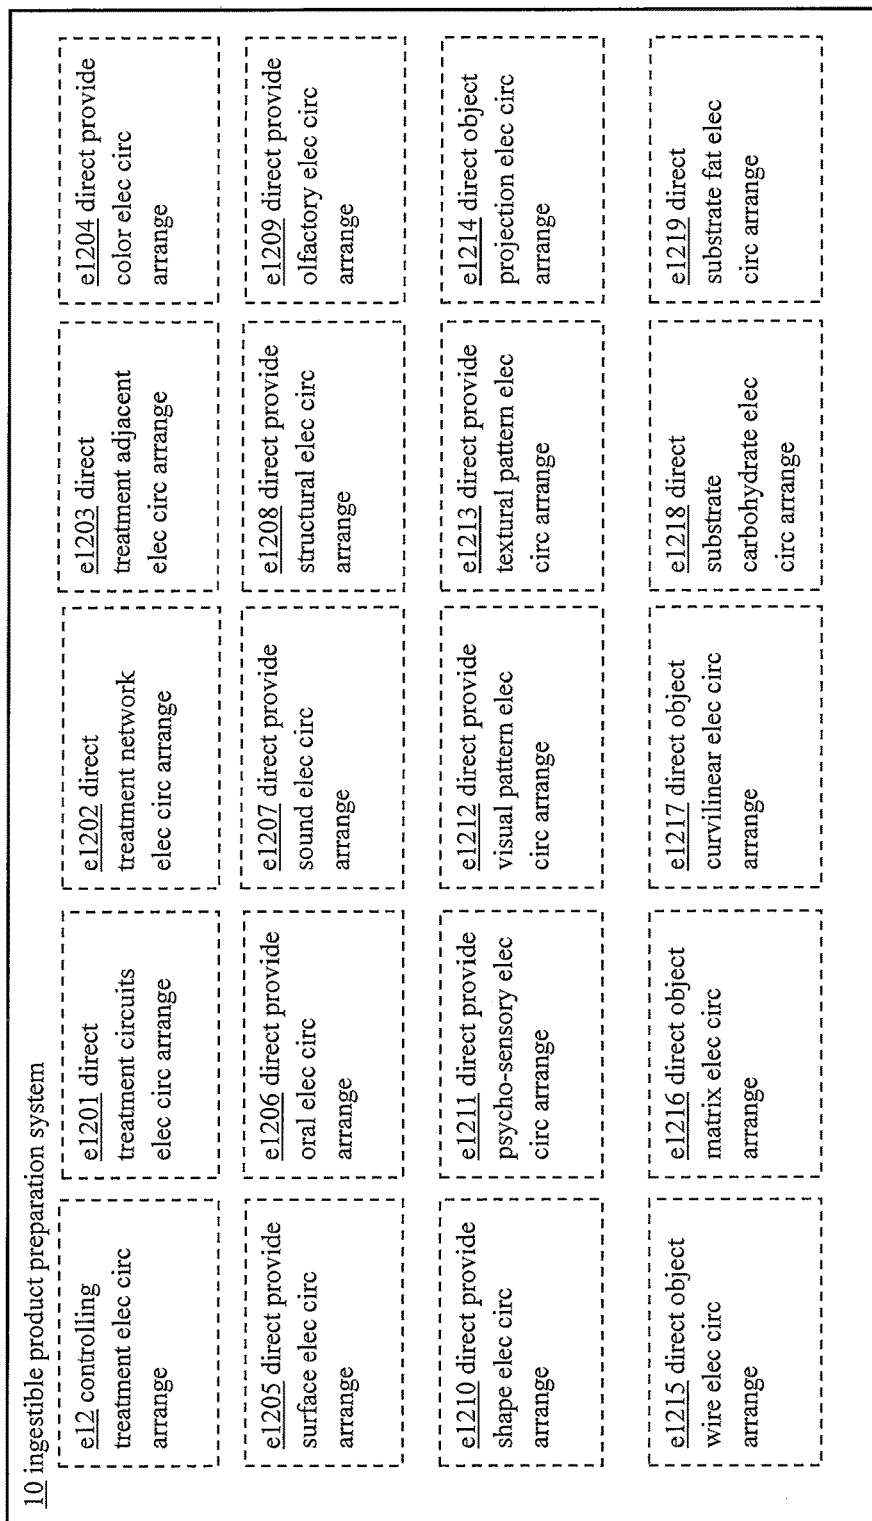 10 ingestible product preparation system
e12 controlling
treatment elec circ
arrange
e1201 direct
treatment circuits
elec circ arrange
e1202 direct
treatment network
elec circ arrange
e1203 direct
treatment adjacent
elec circ arrange
e1204 direct provide
color elec circ
arrange
e1205 direct provide
surface elec circ
arrange
e1206 direct provide
oral elec circ
arrange
e1207 direct provide
sound elec circ
arrange
e1208 direct provide
structural elec circ
arrange
e1209 direct provide
olfactory elec circ
arrange
e1210 direct provide
shape elec circ
arrange
e1211 direct provide
psycho-sensory elec
circ arrange
e1212 direct provide
visual pattern elec
circ arrange
e1213 direct provide
textural pattern elec
circ arrange
e1214 direct object
projection elec circ
arrange
e1215 direct object
wire elec circ
arrange
e1216 direct object
matrix elec circ
arrange
e1217 direct object
curvilinear elec circ
arrange
e1218 direct
substrate
carbohydrate elec
circ arrange
e1219 direct
substrate fat elec
circ arrange